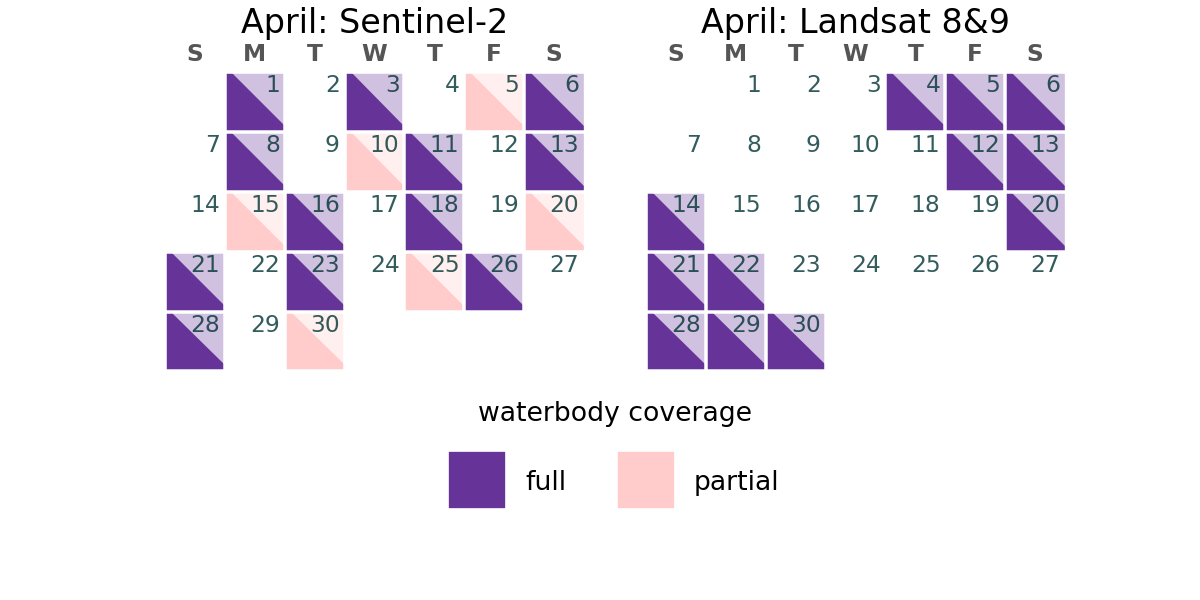 April: Sentinel-2
S M T W T F S
1 2 3 4 5 6
7 8 9 10 11 12 13
14 15 16 17 18 19 20
21 22 23 24 25 26 27
28 29 30
April: Landsat 8&9
S M T W T F S
1 2 3 4 5 6
7 8 9 10 11 12 13
14 15 16 17 18 19 20
21 22 23 24 25 26 27
28 29 30
waterbody coverage
full partial